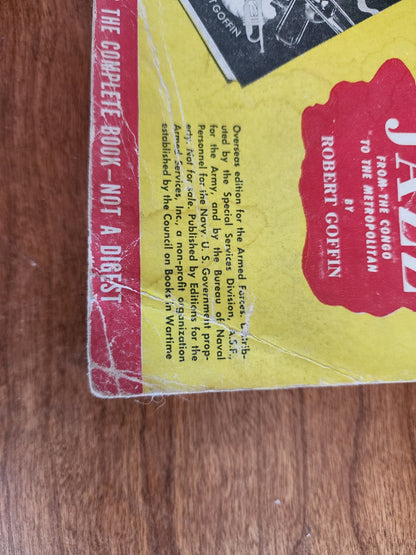 GOFFIN
JAZZ
FROM THE CONGO
TO THE METROPOLITAN
BY
ROBERT GOFFIN
Overseas edition for the Armed Forces. Distrib-
uted by the Special Services Division, A.S.F.,
for the Army, and by the Bureau of Naval
Personnel for the Navy. U. S. Government prop-
erty. Not for sale. Published by Editions for the
Armed Services, Inc., a non-profit organization
established by the Council on Books in Wartime
THE COMPLETE BOOK—NOT A DIGEST